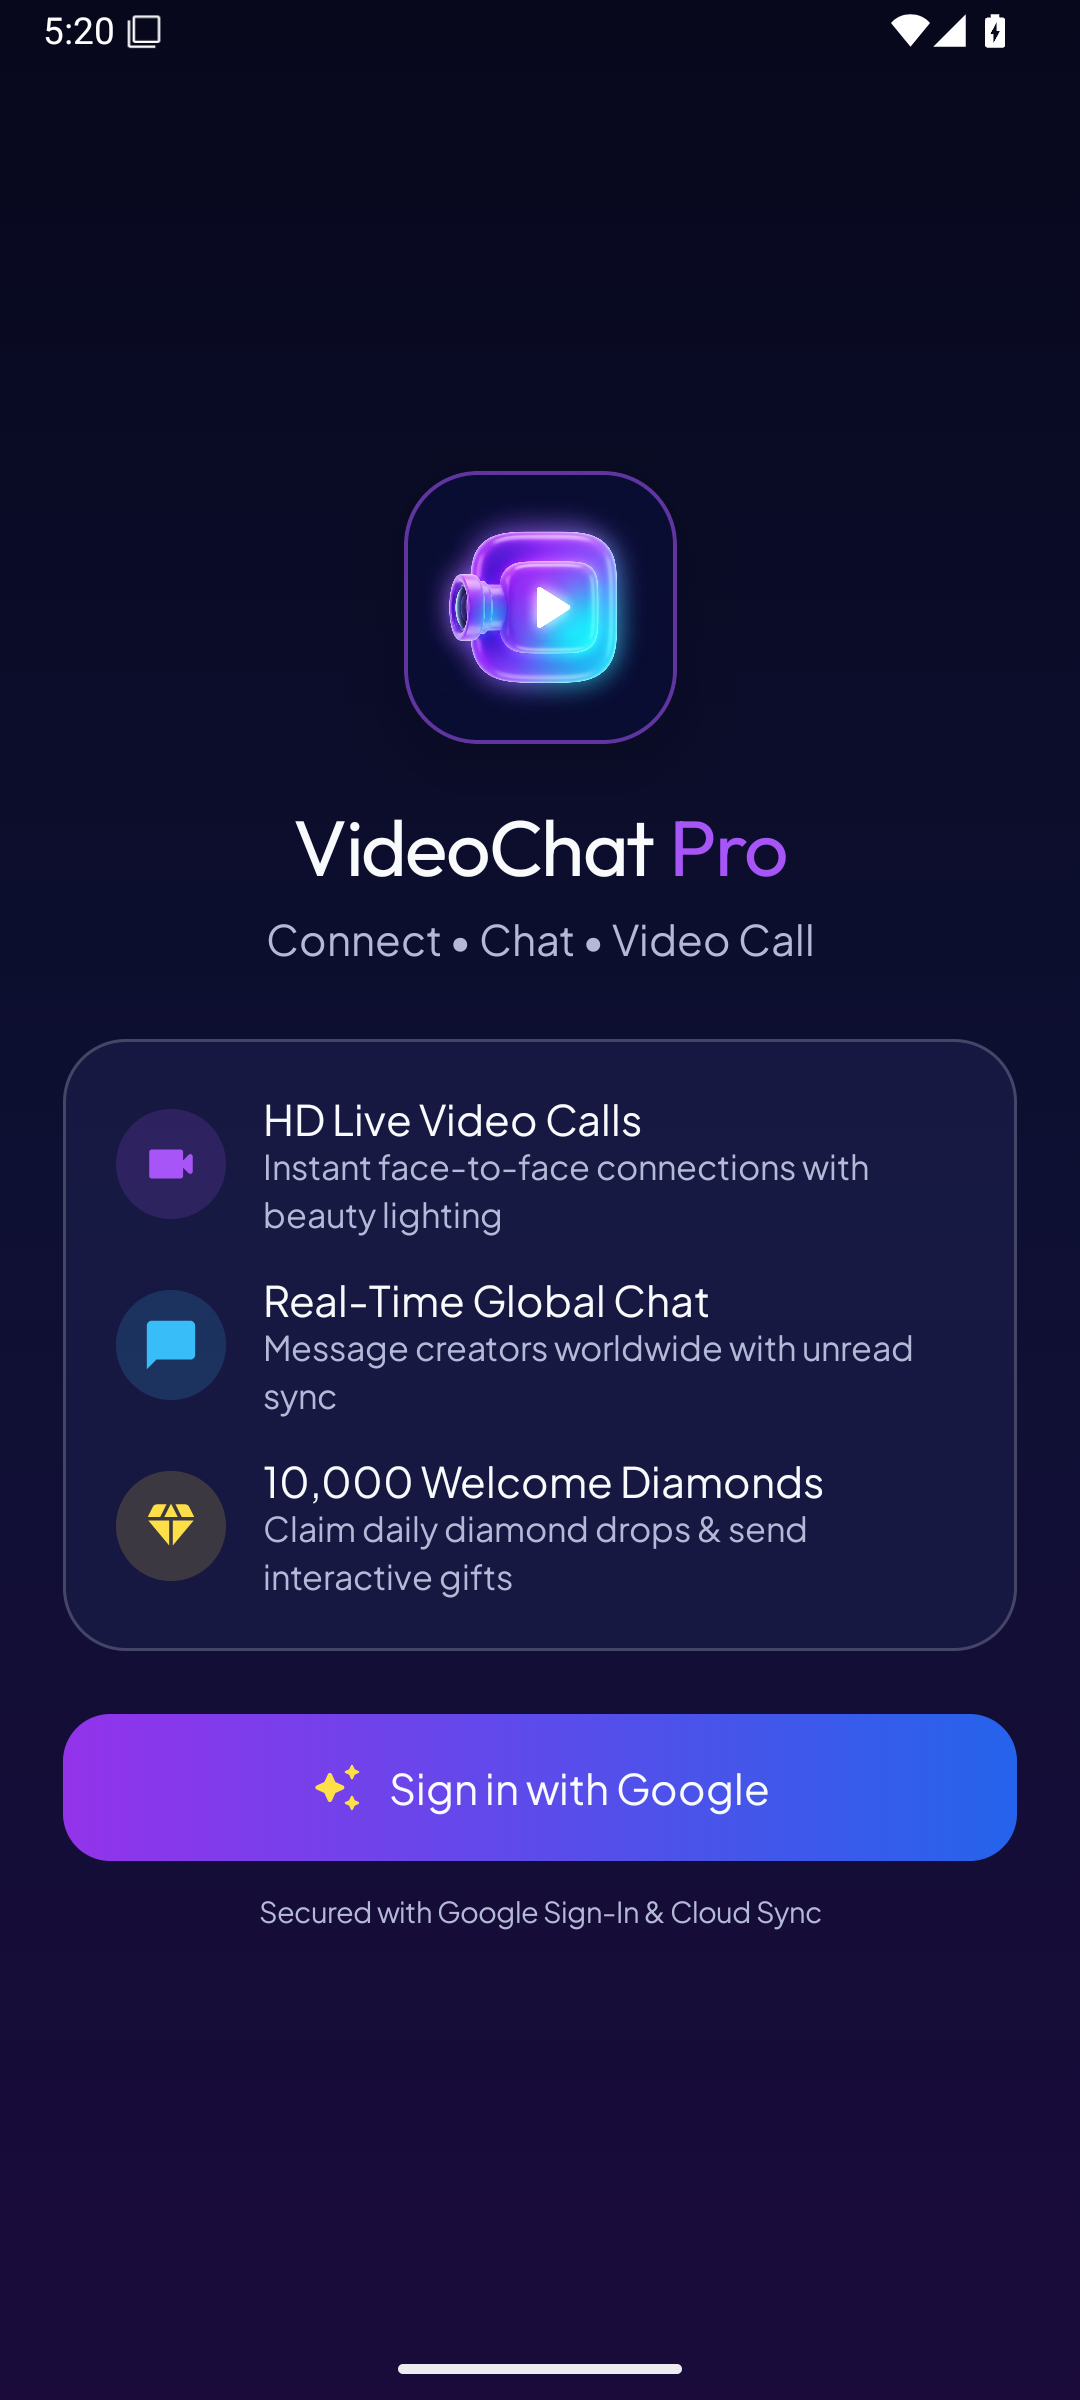 5:20
VideoChat Pro
Connect • Chat • Video Call
HD Live Video Calls
Instant face-to-face connections with
beauty lighting
Real-Time Global Chat
Message creators worldwide with unread
sync
10,000 Welcome Diamonds
Claim daily diamond drops & send
interactive gifts
Sign in with Google
Secured with Google Sign-In & Cloud Sync